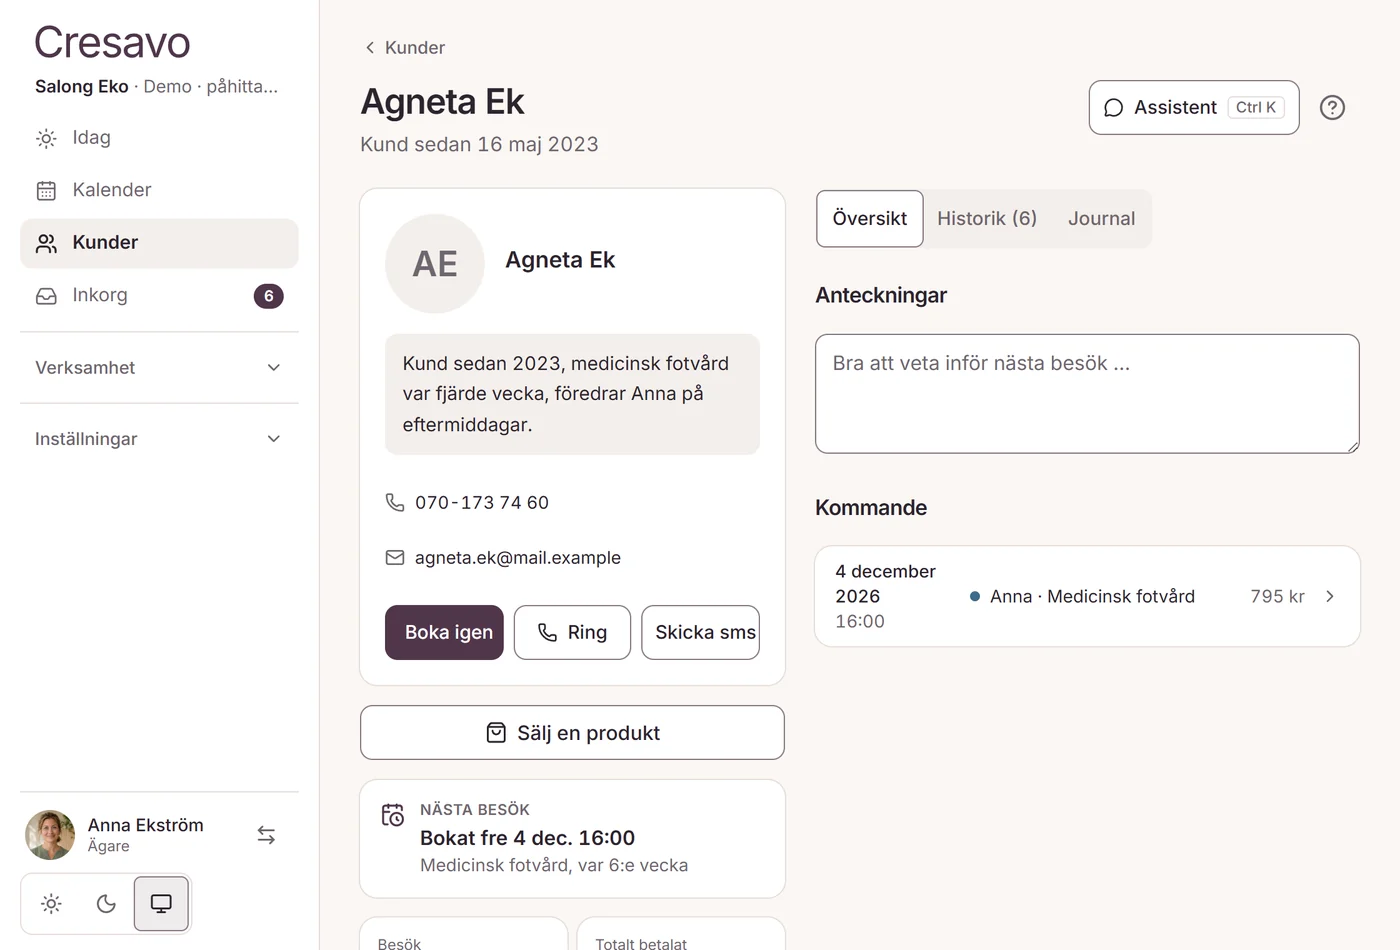 Cresavo
Salong Eko · Demo · påhitta...
Idag
Kalender
Kunder
Inkorg
6
Verksamhet
Inställningar
Anna Ekström
Ägare
Kunder
Agneta Ek
Kund sedan 16 maj 2023
Assistent Ctrl K
?
AE
Agneta Ek
Kund sedan 2023, medicinsk fotvård
var fjärde vecka, föredrar Anna på
eftermiddagar.
070-173 74 60
agneta.ek@mail.example
Boka igen
Ring
Skicka sms
Sälj en produkt
NÄSTA BESÖK
Bokat fre 4 dec. 16:00
Medicinsk fotvård, var 6:e vecka
Besök
Totalt betalat
Översikt
Historik (6)
Journal
Anteckningar
Bra att veta inför nästa besök ...
Kommande
4 december
2026
16:00
Anna · Medicinsk fotvård
795 kr